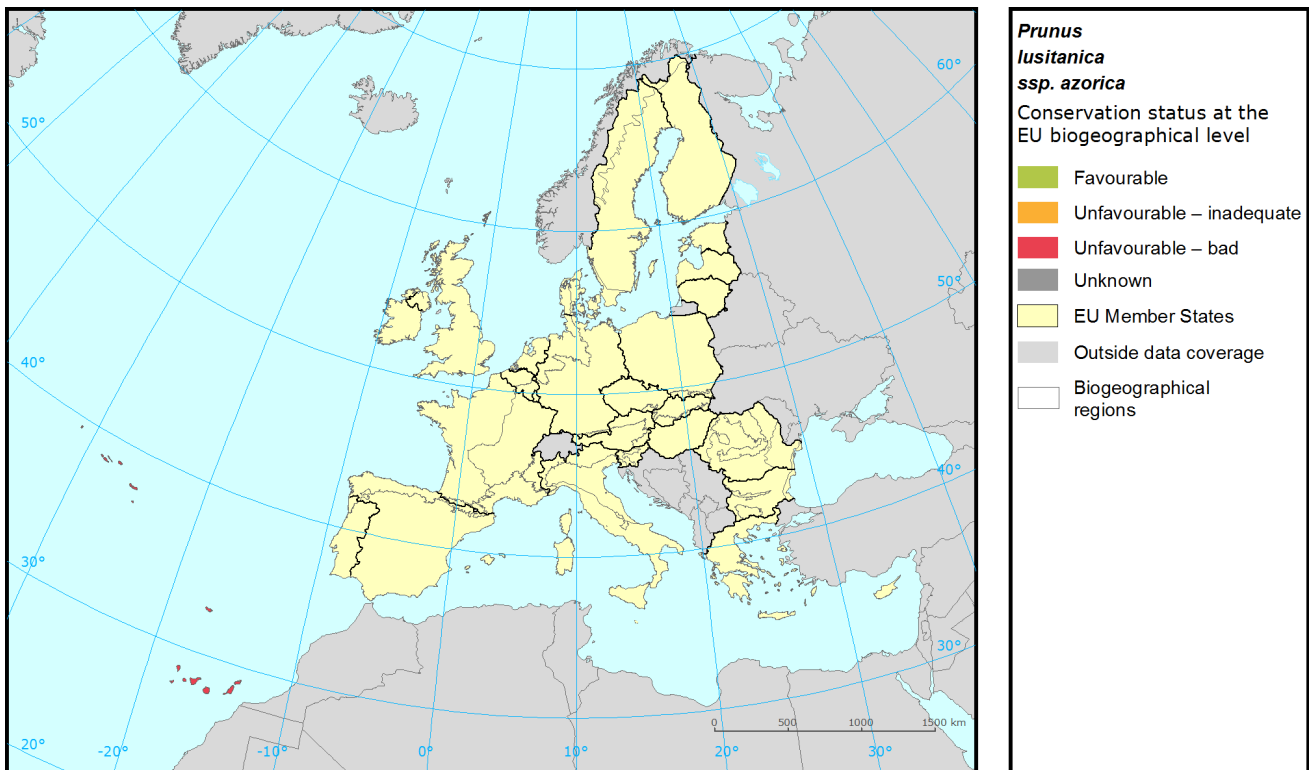 60°
50°
50°
40°
40°
30°
30°
20°
-20°
-10°
0°
10°
20°
30°
0 500 1000 1500 km
Prunus
lusitanica
ssp. azorica
Conservation status at the
EU biogeographical level
Favourable
Unfavourable – inadequate
Unfavourable – bad
Unknown
EU Member States
Outside data coverage
Biogeographical
regions